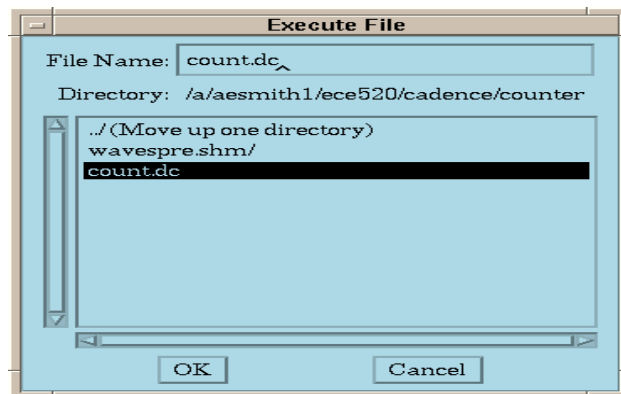 Execute File
File Name: count.dc
Directory: /a/aesmith1/ece520/cadence/counter
../ (Move up one directory)
wavespre.shm/
count.dc
OK Cancel